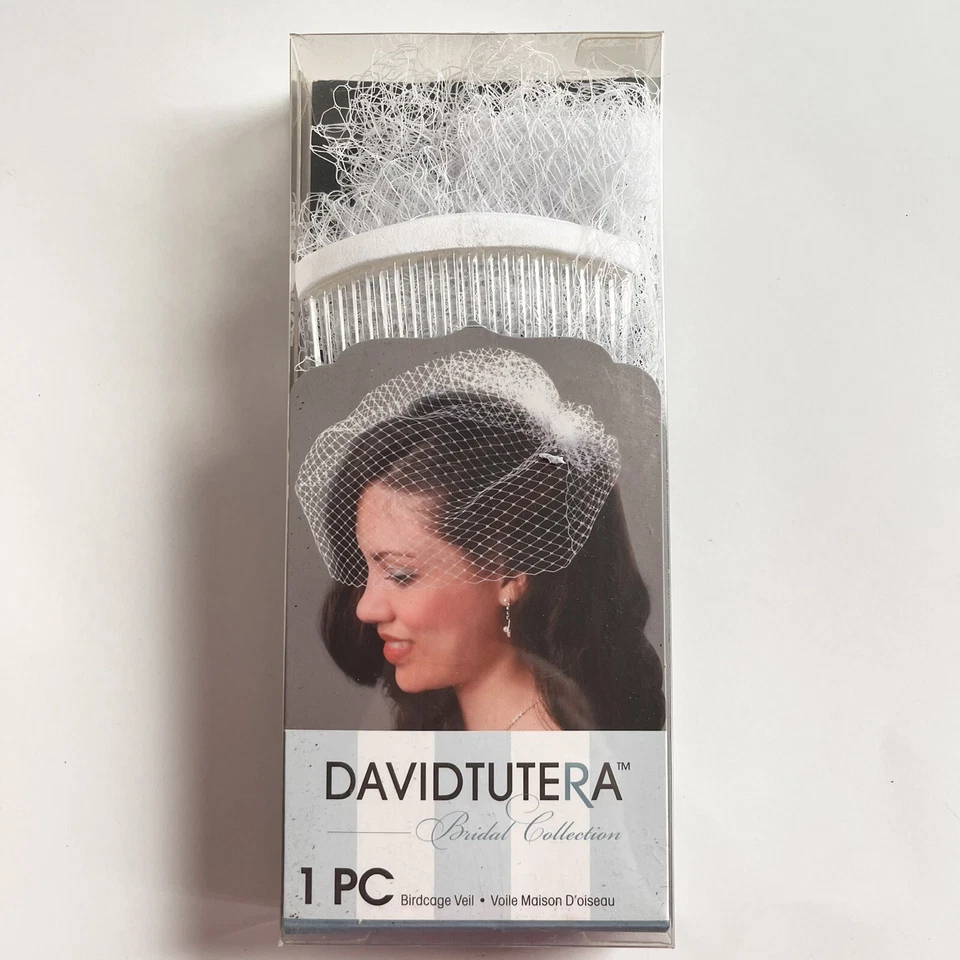 DAVIDTUTERA™
Bridal Collection
1 PC Birdcage Veil • Voile Maison D'oiseau